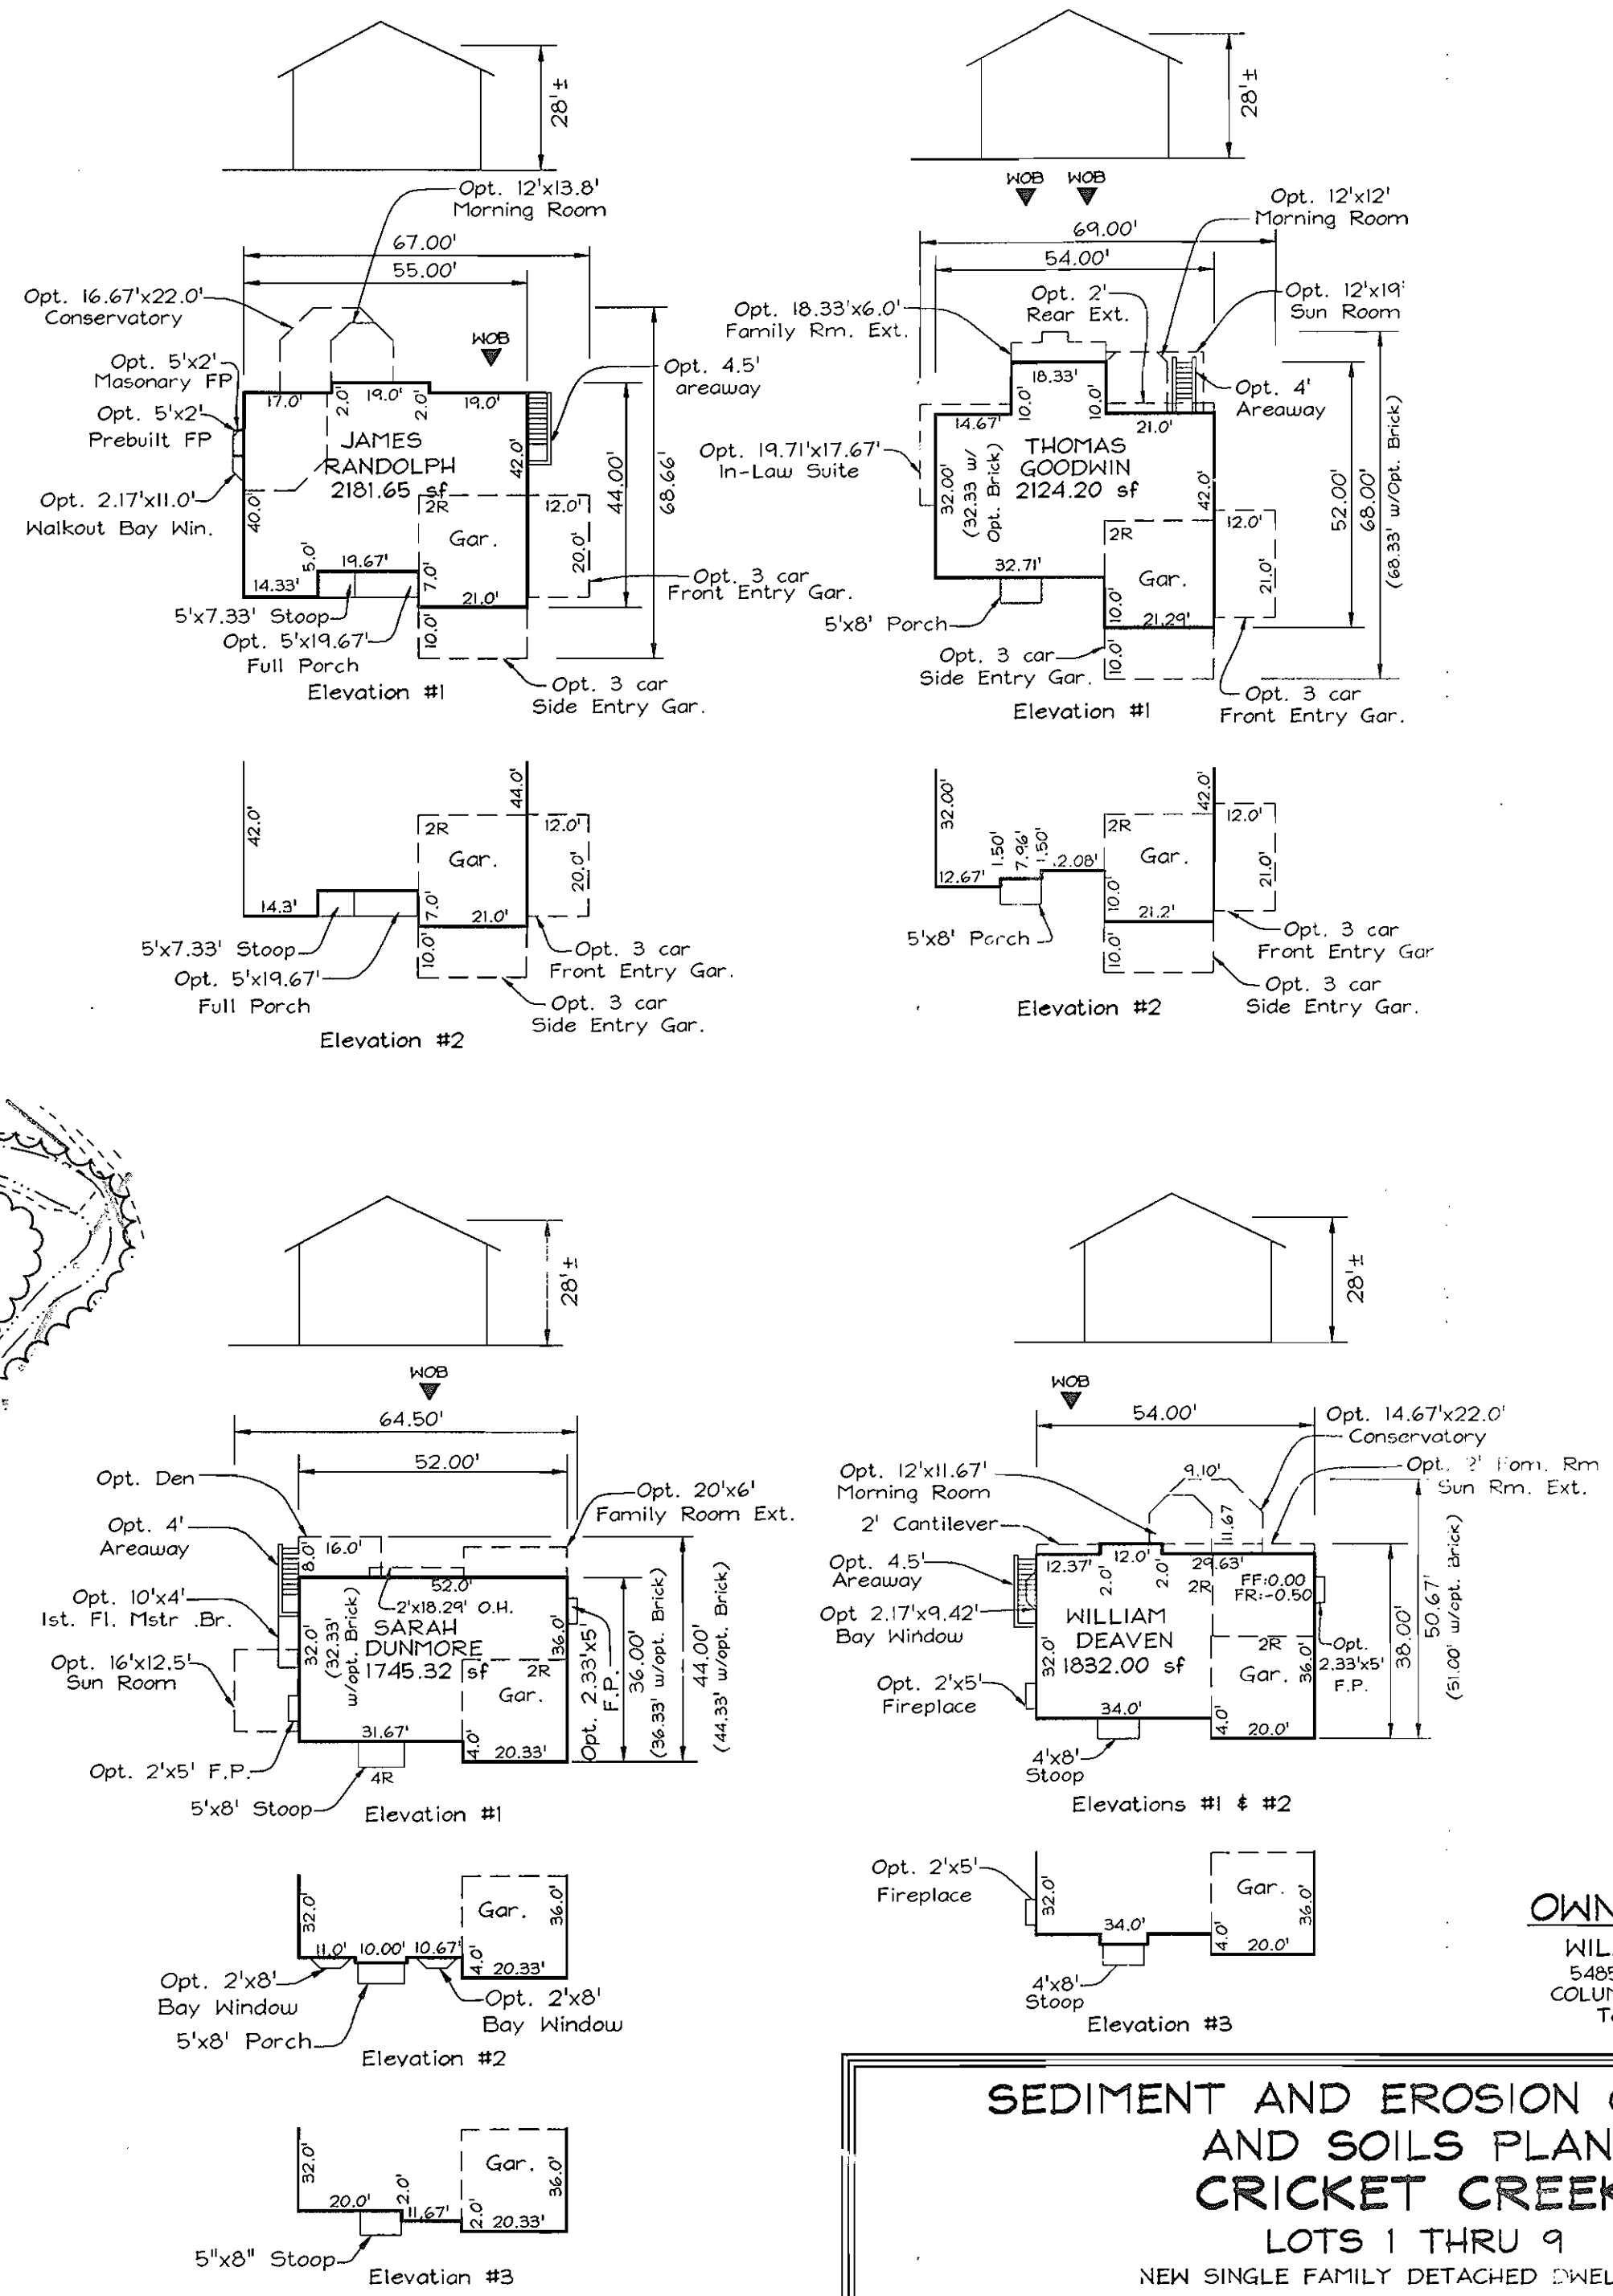 28'±
Opt. 12'x13.8'
Morning Room
67.00'
55.00'
Opt. 16.67'x22.0'
Conservatory
WOB
Opt. 5'x2'
Masonary FP
Opt. 4.5'
areaway
17.0'
2.0'
19.0'
2.0'
19.0'
Opt. 5'x2'
Prebuilt FP
JAMES
RANDOLPH
2181.65 sf
42.0'
44.00'
68.66'
Opt. 2.17'x11.0'
Walkout Bay Win.
40.0'
2R
Gar.
12.0'
20.0'
5.0'
19.67'
7.0'
14.33'
21.0'
Opt. 3 car
Front Entry Gar.
5'x7.33' Stoop
Opt. 5'x19.67'
Full Porch
10.0'
Elevation #1
Opt. 3 car
Side Entry Gar.
28'±
WOB
WOB
Opt. 12'x12'
Morning Room
69.00'
54.00'
Opt. 18.33'x6.0'
Family Rm. Ext.
Opt. 2'
Rear Ext.
Opt. 12'x19'
Sun Room
18.33'
10.0'
10.0'
Opt. 4'
Areaway
14.67'
21.0'
Opt. 19.71'x17.67'
In-Law Suite
THOMAS
GOODWIN
2124.20 sf
32.00'
(32.33 w/
Opt. Brick)
42.0'
52.00'
68.00'
(68.33' w/Opt. Brick)
2R
Gar.
12.0'
21.0'
32.71'
10.0'
21.29'
5'x8' Porch
10.0'
Opt. 3 car
Side Entry Gar.
Elevation #1
Opt. 3 car
Front Entry Gar.
42.0'
44.0'
2R
Gar.
12.0'
20.0'
14.3'
7.0'
21.0'
10.0'
5'x7.33' Stoop
Opt. 5'x19.67'
Full Porch
Opt. 3 car
Front Entry Gar.
Opt. 3 car
Side Entry Gar.
Elevation #2
32.00'
42.0'
2R
Gar.
12.0'
21.0'
1.50'
7.96'
1.50'
2.08'
12.67'
10.0'
21.2'
10.0'
5'x8' Porch
Opt. 3 car
Front Entry Gar
Opt. 3 car
Side Entry Gar.
Elevation #2
28'±
WOB
64.50'
52.00'
Opt. Den
Opt. 20'x6'
Family Room Ext.
Opt. 4'
Areaway
8.0'
16.0'
52.0'
2'x18.29' O.H.
Opt. 10'x4'
1st. Fl. Mstr .Br.
SARAH
DUNMORE
1745.32 sf
32.0'
(32.33'
w/opt. Brick)
36.0'
Opt. 2.33'x5'
F.P.
36.00'
(36.33' w/opt. Brick)
44.00'
(44.33' w/opt. Brick)
Opt. 16'x12.5'
Sun Room
2R
Gar.
31.67'
4.0'
20.33'
Opt. 2'x5' F.P.
4R
5'x8' Stoop
Elevation #1
28'±
WOB
54.00'
Opt. 14.67'x22.0'
Conservatory
Opt. 12'x11.67'
Morning Room
9.10'
Opt. Fam. Rm
Sun Rm. Ext.
2' Cantilever
11.67
12.37'
2.0'
12.0'
2.0'
29.63'
Opt. 4.5'
Areaway
2R
FF:0.00
FR:-0.50
Opt 2.17'x9.42'
Bay Window
WILLIAM
DEAVEN
1832.00 sf
32.0'
2R
Gar.
36.0'
Opt.
2.33'x5'
F.P.
38.00'
50.67'
(51.00' w/opt. Brick)
Opt. 2'x5'
Fireplace
34.0'
4.0'
20.0'
4'x8'
Stoop
Elevations #1 & #2
32.0'
Gar.
36.0'
11.0'
10.00'
10.67'
4.0'
20.33'
Opt. 2'x8'
Bay Window
5'x8' Porch
Opt. 2'x8'
Bay Window
Elevation #2
Opt. 2'x5'
Fireplace
32.0'
34.0'
Gar.
36.0'
4.0'
20.0'
4'x8'
Stoop
Elevation #3
32.0'
20.0'
2.0'
11.67'
Gar.
36.0'
2.0'
20.33'
5"x8" Stoop
Elevation #3
OWN
WIL
5485
COLUM
SEDIMENT AND EROSION
AND SOILS PLAN
CRICKET CREEK
LOTS 1 THRU 9
NEW SINGLE FAMILY DETACHED DWEL